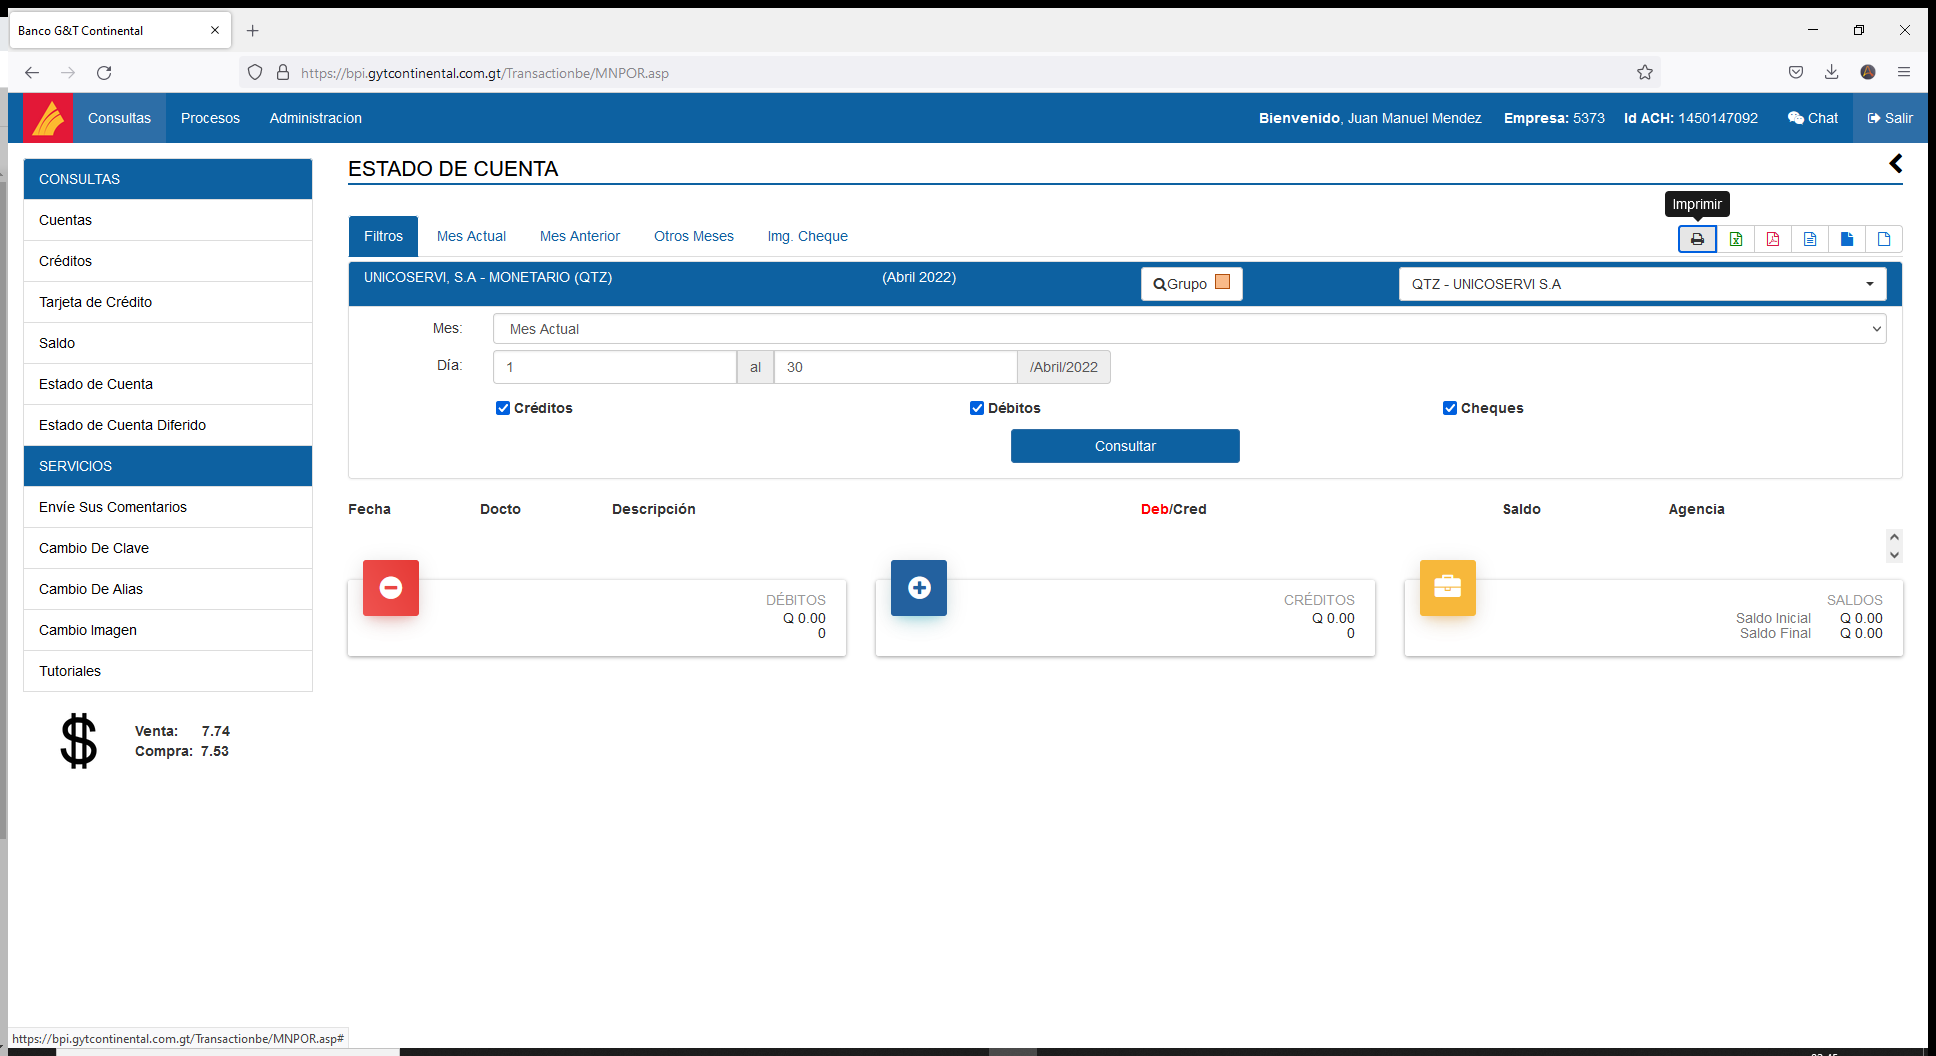 Banco G&T Continental
https://bpi.gytcontinental.com.gt/Transactionbe/MNPOR.asp
Consultas Procesos Administracion Bienvenido, Juan Manuel Mendez Empresa: 5373 Id ACH: 1450147092 Chat Salir
CONSULTAS
Cuentas
Créditos
Tarjeta de Crédito
Saldo
Estado de Cuenta
Estado de Cuenta Diferido
SERVICIOS
Envíe Sus Comentarios
Cambio De Clave
Cambio De Alias
Cambio Imagen
Tutoriales
Venta: 7.74
Compra: 7.53
ESTADO DE CUENTA
Imprimir
Filtros Mes Actual Mes Anterior Otros Meses Img. Cheque
UNICOSERVI, S.A - MONETARIO (QTZ) (Abril 2022) Grupo QTZ - UNICOSERVI S.A
Mes: Mes Actual
Día: 1 al 30 /Abril/2022
Créditos Débitos Cheques
Consultar
Fecha Docto Descripción Deb/Cred Saldo Agencia
DÉBITOS
Q 0.00
0
CRÉDITOS
Q 0.00
0
SALDOS
Saldo Inicial Q 0.00
Saldo Final Q 0.00
https://bpi.gytcontinental.com.gt/Transactionbe/MNPOR.asp#